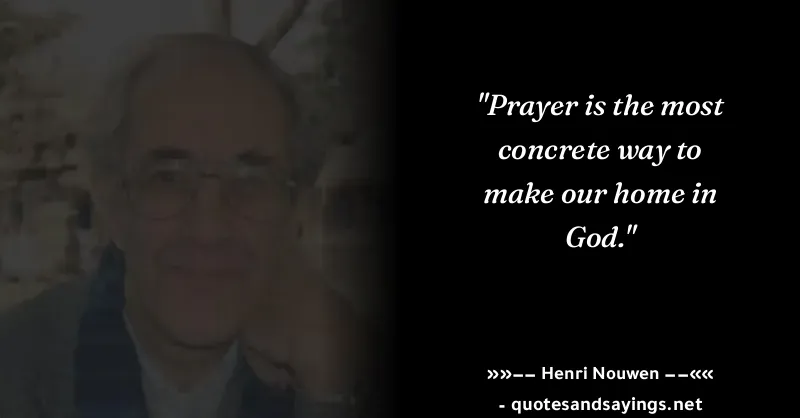 "Prayer is the most
concrete way to
make our home in
God."
»»–– Henri Nouwen ––««
- quotesandsayings.net